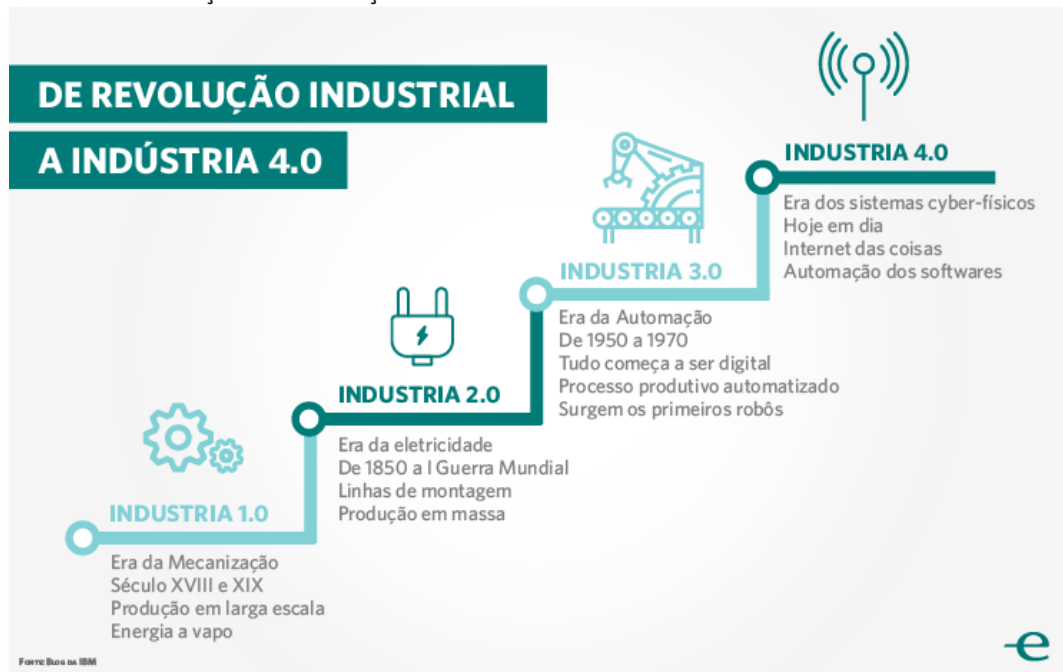 DE REVOLUÇÃO INDUSTRIAL
A INDÚSTRIA 4.0
INDUSTRIA 1.0
Era da Mecanização
Século XVIII e XIX
Produção em larga escala
Energia a vapo
INDUSTRIA 2.0
Era da eletricidade
De 1850 a I Guerra Mundial
Linhas de montagem
Produção em massa
INDUSTRIA 3.0
Era da Automação
De 1950 a 1970
Tudo começa a ser digital
Processo produtivo automatizado
Surgem os primeiros robôs
INDUSTRIA 4.0
Era dos sistemas cyber-físicos
Hoje em dia
Internet das coisas
Automação dos softwares
FONTE BLOG DA IBM
e